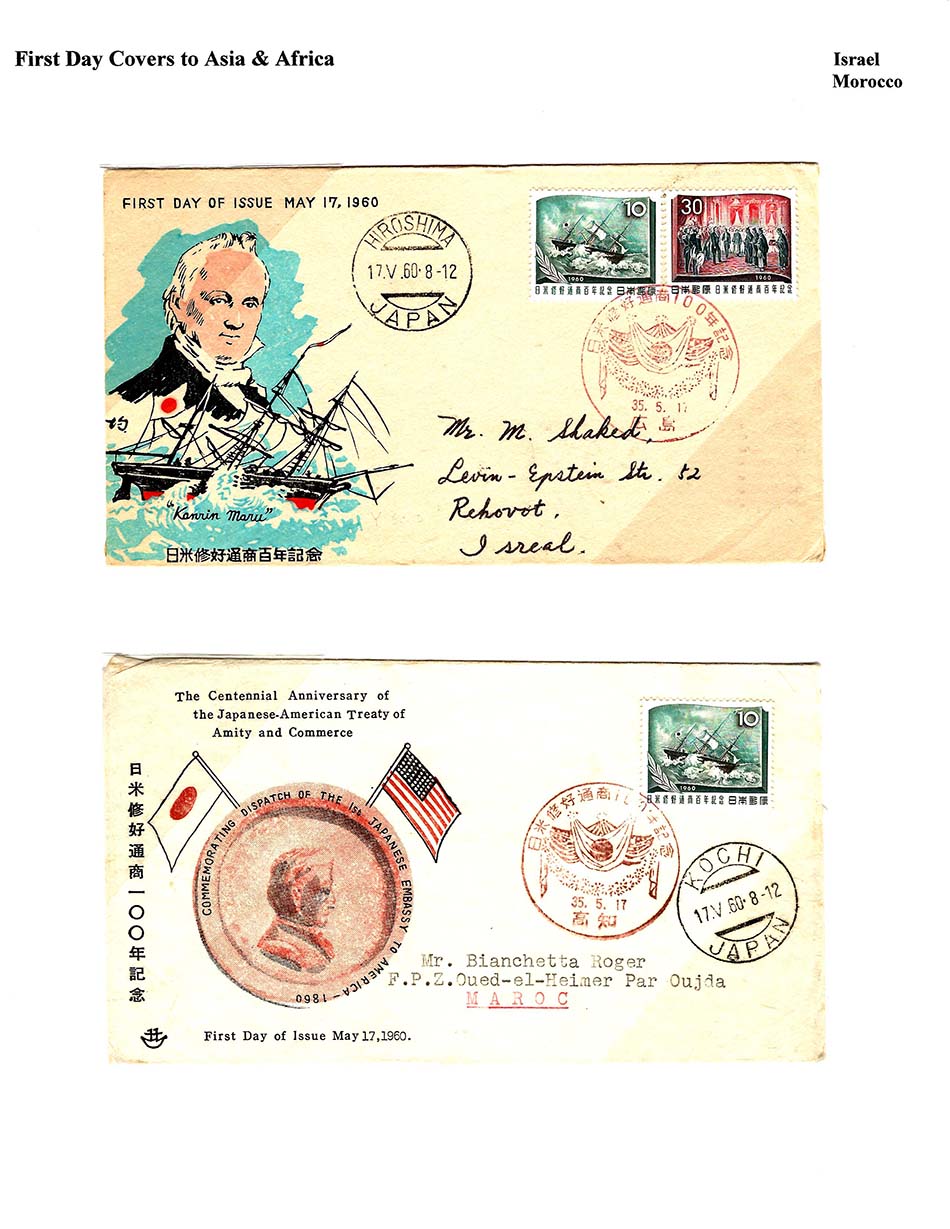 First Day Covers to Asia & Africa
Israel
Morocco
FIRST DAY OF ISSUE MAY 17, 1960
HIROSHIMA
17.V.60·8-12
JAPAN
10
1960
日米修好通商百年記念 日本郵便
30
1960
日本郵便 日米修好通商百年記念
日米修好通商100年記念
35. 5. 17
広島
Mr. M. Shaked,
Levin-Epstein Str. 52
Rehovot,
Isreal.
"Kanrin Maru"
日米修好通商百年記念
The Centennial Anniversary of
the Japanese-American Treaty of
Amity and Commerce
日米修好通商一〇〇年記念
COMMEMORATING DISPATCH OF THE 1st JAPANESE EMBASSY TO AMERICA - 1860
First Day of Issue May 17, 1960.
10
1960
日米修好通商百年記念 日本郵便
日米修好通商1 年記念
35. 5. 17
高知
KOCHI
17.V.60·8-12
JAPAN
Mr. Bianchetta Roger
F.P.Z.Oued-el-Heimer Par Oujda
MAROC